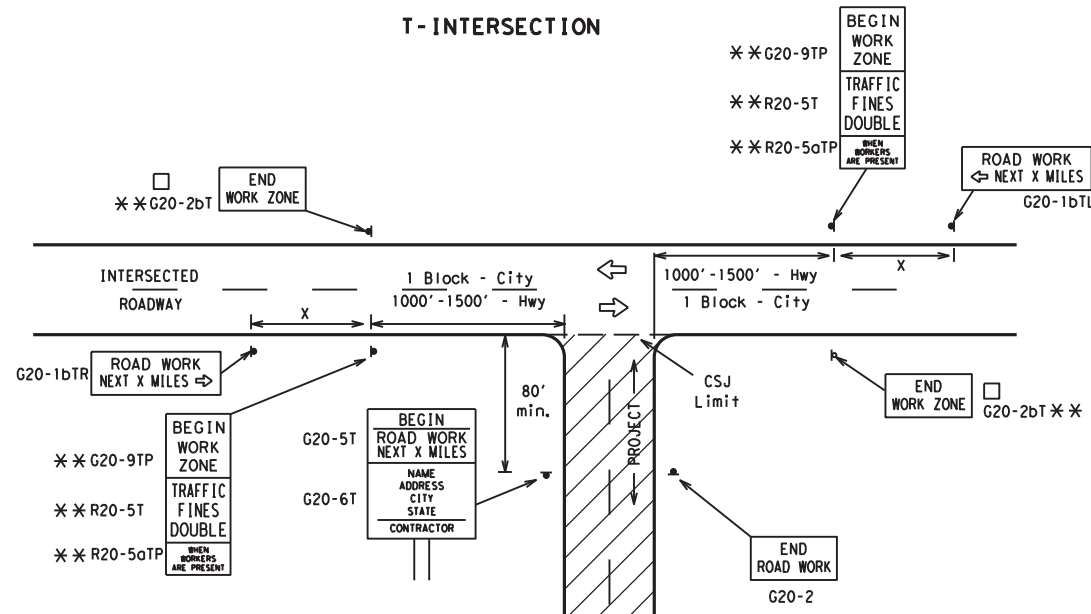 T-INTERSECTION
BEGIN
WORK
ZONE
TRAFFIC
FINES
DOUBLE
WHEN
WORKERS
ARE PRESENT
** G20-9TP
** R20-5T
** R20-5aTP
ROAD WORK
⇦ NEXT X MILES
G20-1bTL
□
** G20-2bT
END
WORK ZONE
INTERSECTED
ROADWAY
1 Block - City
1000'-1500' - Hwy
X
1000'-1500' - Hwy
1 Block - City
X
G20-1bTR
ROAD WORK
NEXT X MILES ⇨
80'
min.
CSJ
Limit
PROJECT
END
WORK ZONE
□
G20-2bT **
BEGIN
WORK
ZONE
TRAFFIC
FINES
DOUBLE
WHEN
WORKERS
ARE PRESENT
** G20-9TP
** R20-5T
** R20-5aTP
G20-5T
BEGIN
ROAD WORK
NEXT X MILES
G20-6T
NAME
ADDRESS
CITY
STATE
CONTRACTOR
END
ROAD WORK
G20-2